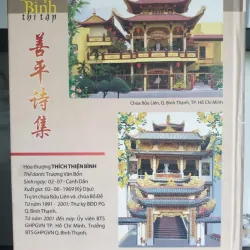 Bình
thi tập
善
平
诗
集
Chùa Bửu Liên, Q. Bình Thạnh, TP. Hồ Chí Minh
Hòa thượng THÍCH THIỆN BÌNH
Thế danh: Trương Văn Bôn
Sinh ngày: 02 - 07 - Canh Dần
Xuất gia: 02 - 08 - 1969 (Kỷ Dậu)
Trụ trì chùa Bửu Liên và chùa Bồ Đề
Từ năm 1991 - 2001: Thư ký BĐD PG
Q. Bình Thạnh.
Từ năm 2001 đến nay: Ủy viên BTS
GHPGVN TP. Hồ Chí Minh, Trưởng
BTS GHPGVN Q. Bình Thạnh.